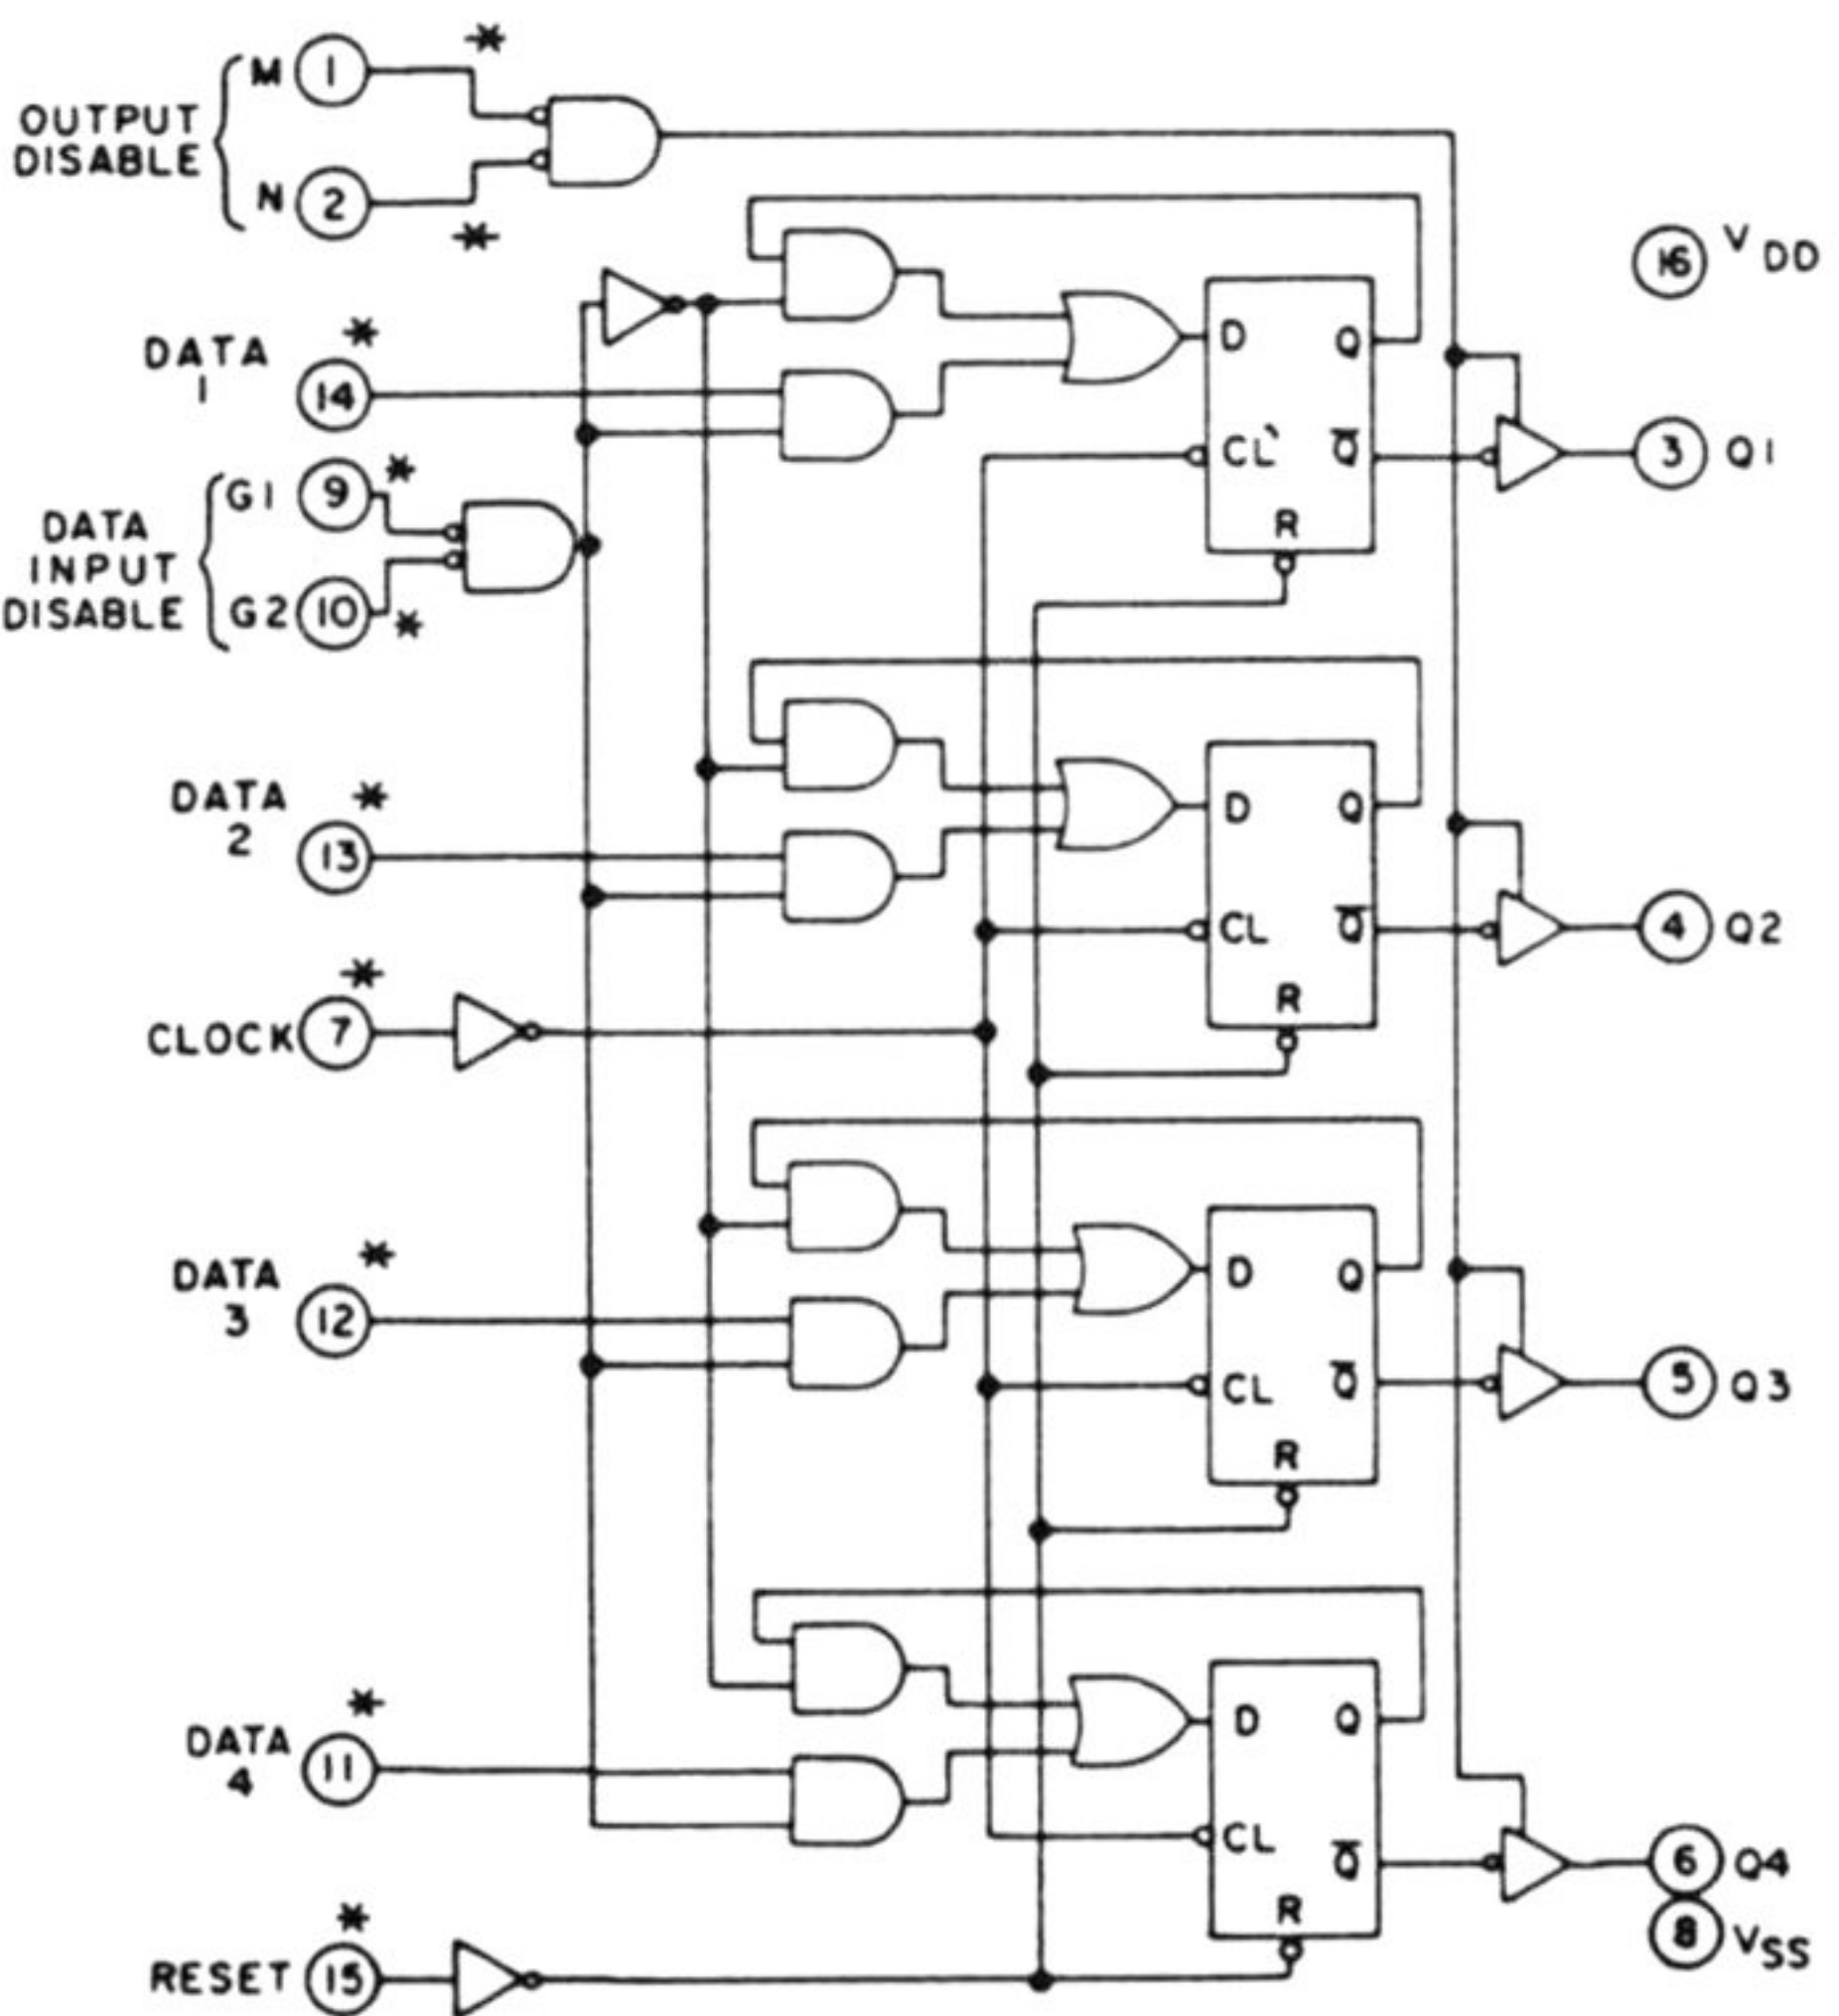 OUTPUT
DISABLE
M 1 *
N 2 *
16 VDD
DATA
1
14 *
D Q
CL` Q̅
R
3 Q1
DATA
INPUT
DISABLE
G1 9 *
G2 10 *
DATA
2
13 *
D Q
CL Q̅
R
4 Q2
CLOCK 7 *
DATA
3
12 *
D Q
CL Q̅
R
5 Q3
DATA
4
11 *
D Q
CL Q̅
R
6 Q4
8 VSS
RESET 15 *